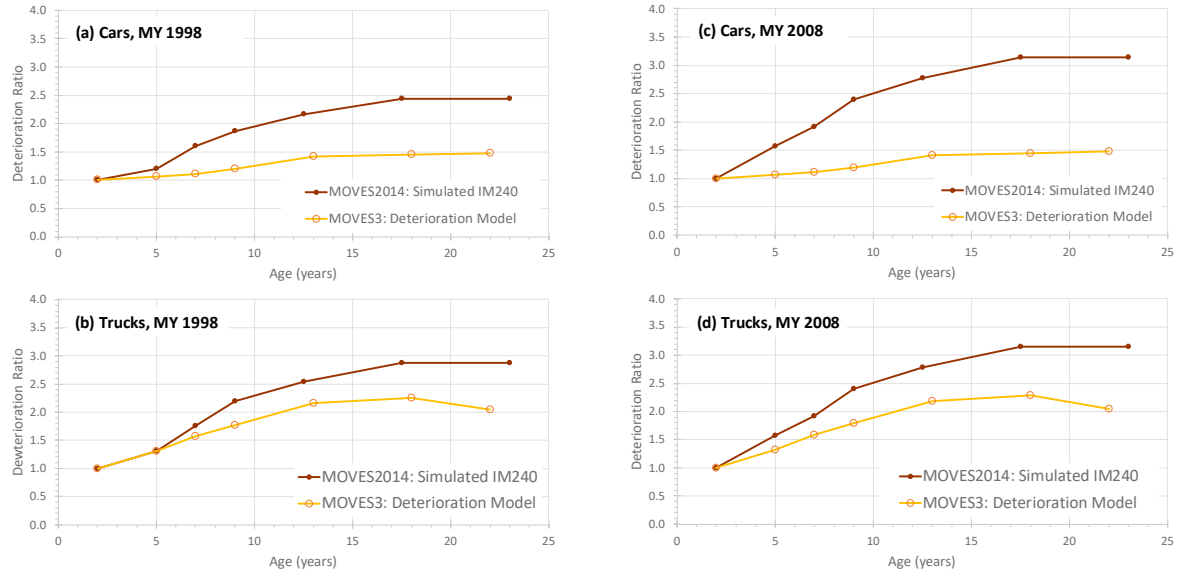 (a) Cars, MY 1998
Deterioration Ratio
4.0
3.5
3.0
2.5
2.0
1.5
1.0
0.5
0.0
MOVES2014: Simulated IM240
MOVES3: Deterioration Model
0 5 10 15 20 25
Age (years)
(b) Trucks, MY 1998
Dewterioration Ratio
4.0
3.5
3.0
2.5
2.0
1.5
1.0
0.5
0.0
MOVES2014: Simulated IM240
MOVES3: Deterioration Model
0 5 10 15 20 25
Age (years)
(c) Cars, MY 2008
Deterioration Ratio
4.0
3.5
3.0
2.5
2.0
1.5
1.0
0.5
0.0
MOVES2014: Simulated IM240
MOVES3: Deterioration Model
0 5 10 15 20 25
Age (years)
(d) Trucks, MY 2008
Deterioration Ratio
4.0
3.5
3.0
2.5
2.0
1.5
1.0
0.5
0.0
MOVES2014: Simulated IM240
MOVES3: Deterioration Model
0 5 10 15 20 25
Age (years)